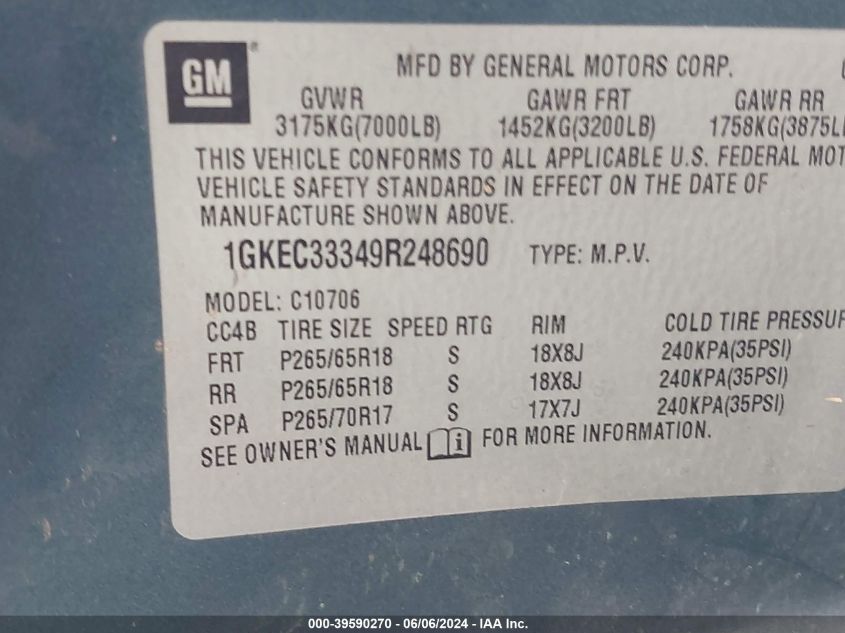 GM ®
MFD BY GENERAL MOTORS CORP.
GVWR GAWR FRT GAWR RR
3175KG(7000LB) 1452KG(3200LB) 1758KG(3875L
THIS VEHICLE CONFORMS TO ALL APPLICABLE U.S. FEDERAL MOT
VEHICLE SAFETY STANDARDS IN EFFECT ON THE DATE OF
MANUFACTURE SHOWN ABOVE.
1GKEC33349R248690 TYPE: M.P.V.
MODEL: C10706
CC4B TIRE SIZE SPEED RTG RIM COLD TIRE PRESSUR
FRT P265/65R18 S 18X8J 240KPA(35PSI)
RR P265/65R18 S 18X8J 240KPA(35PSI)
SPA P265/70R17 S 17X7J 240KPA(35PSI)
SEE OWNER'S MANUAL i FOR MORE INFORMATION.
000-39590270 - 06/06/2024 - IAA Inc.